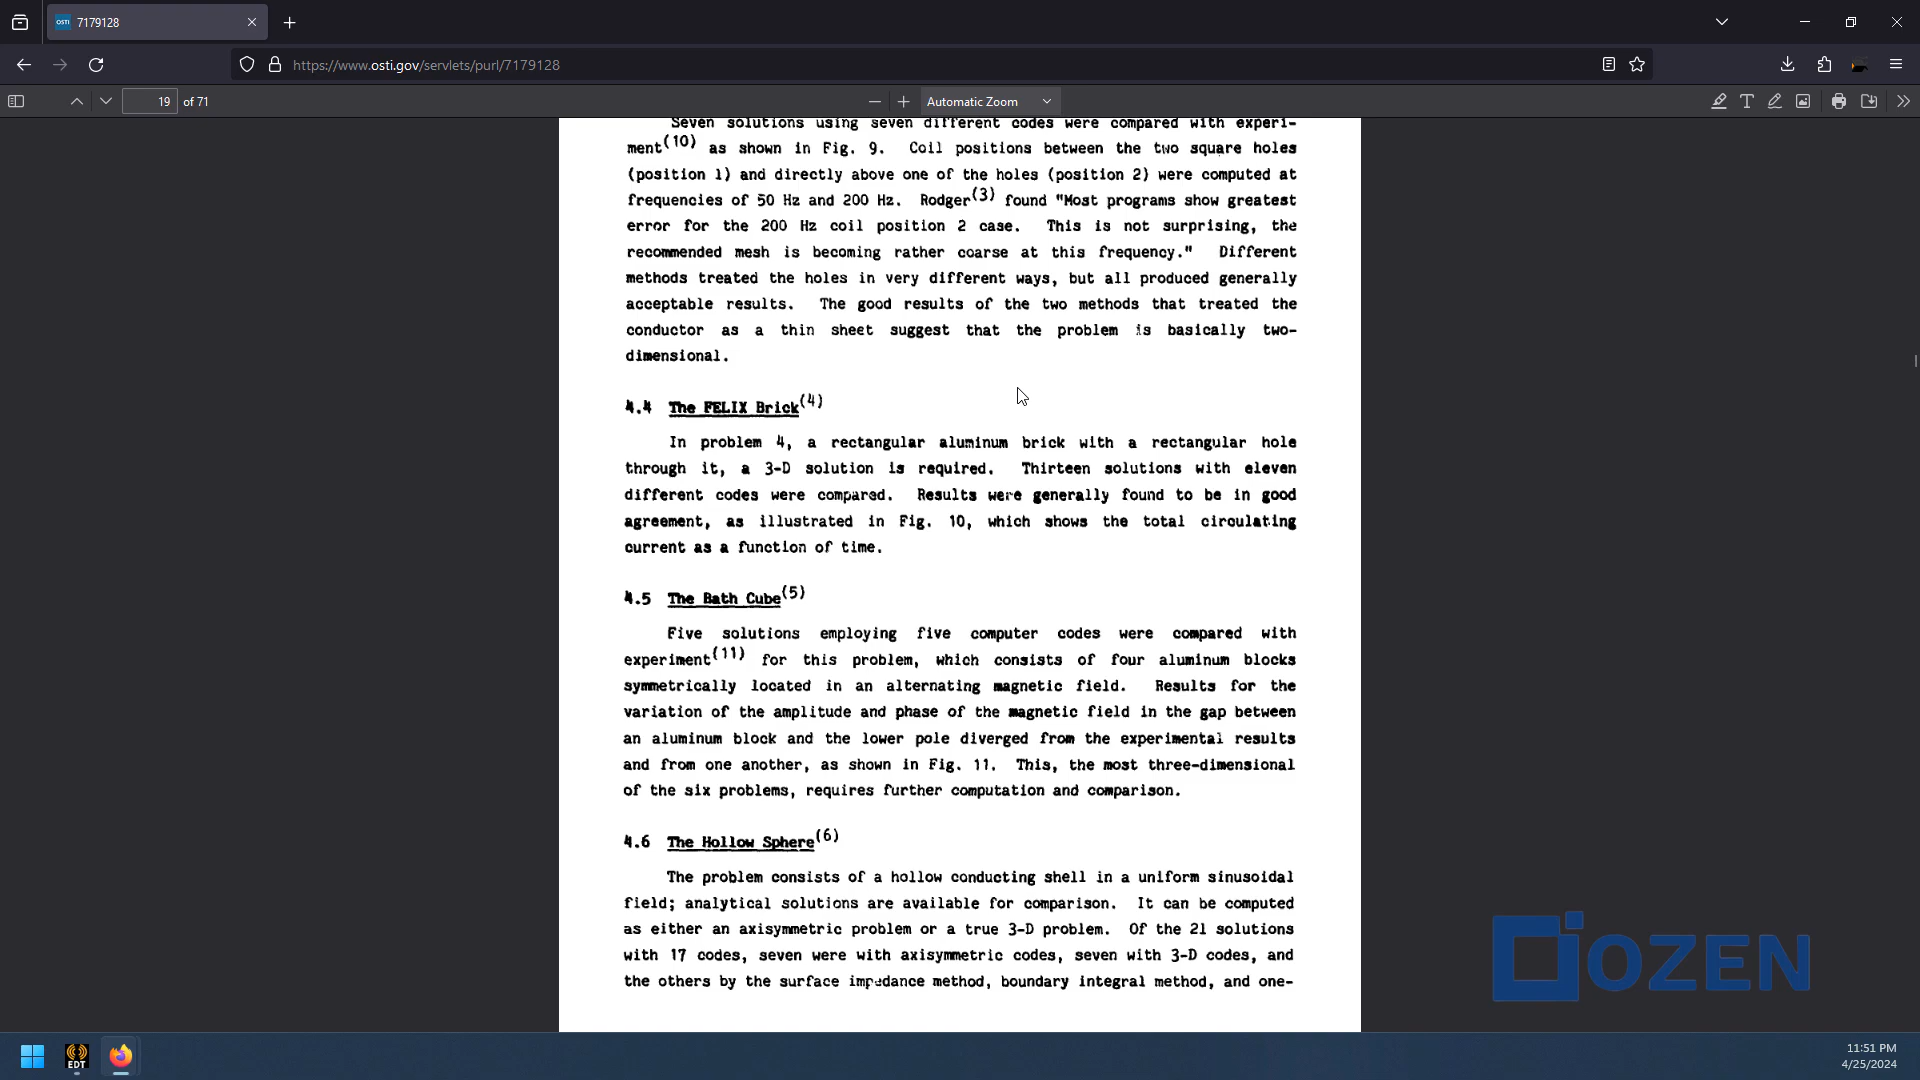 7179128
https://www.osti.gov/servlets/purl/7179128
19 of 71
Automatic Zoom
Seven solutions using seven different codes were compared with experi-
ment(10) as shown in Fig. 9. Coil positions between the two square holes
(position 1) and directly above one of the holes (position 2) were computed at
frequencies of 50 Hz and 200 Hz. Rodger(3) found "Most programs show greatest
error for the 200 Hz coil position 2 case. This is not surprising, the
recommended mesh is becoming rather coarse at this frequency." Different
methods treated the holes in very different ways, but all produced generally
acceptable results. The good results of the two methods that treated the
conductor as a thin sheet suggest that the problem is basically two-
dimensional.
4.4 The FELIX Brick(4)
In problem 4, a rectangular aluminum brick with a rectangular hole
through it, a 3-D solution is required. Thirteen solutions with eleven
different codes were compared. Results were generally found to be in good
agreement, as illustrated in Fig. 10, which shows the total circulating
current as a function of time.
4.5 The Bath Cube(5)
Five solutions employing five computer codes were compared with
experiment(11) for this problem, which consists of four aluminum blocks
symmetrically located in an alternating magnetic field. Results for the
variation of the amplitude and phase of the magnetic field in the gap between
an aluminum block and the lower pole diverged from the experimental results
and from one another, as shown in Fig. 11. This, the most three-dimensional
of the six problems, requires further computation and comparison.
4.6 The Hollow Sphere(6)
The problem consists of a hollow conducting shell in a uniform sinusoidal
field; analytical solutions are available for comparison. It can be computed
as either an axisymmetric problem or a true 3-D problem. Of the 21 solutions
with 17 codes, seven were with axisymmetric codes, seven with 3-D codes, and
the others by the surface impedance method, boundary integral method, and one-
OZEN
EDT
11:51 PM
4/25/2024